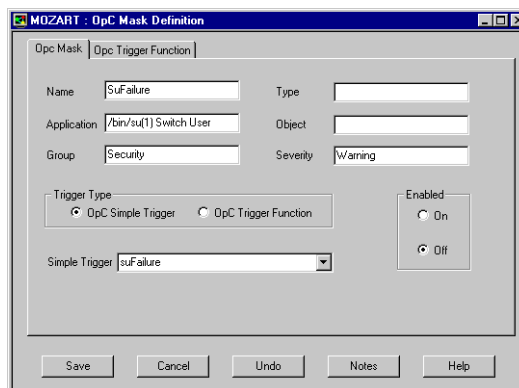 MOZART : OpC Mask Definition
Opc Mask
Opc Trigger Function
Name
SuFailure
Type
Application
/bin/su(1) Switch User
Object
Group
Security
Severity
Warning
Trigger Type
OpC Simple Trigger
OpC Trigger Function
Enabled
On
Off
Simple Trigger
suFailure
Save
Cancel
Undo
Notes
Help